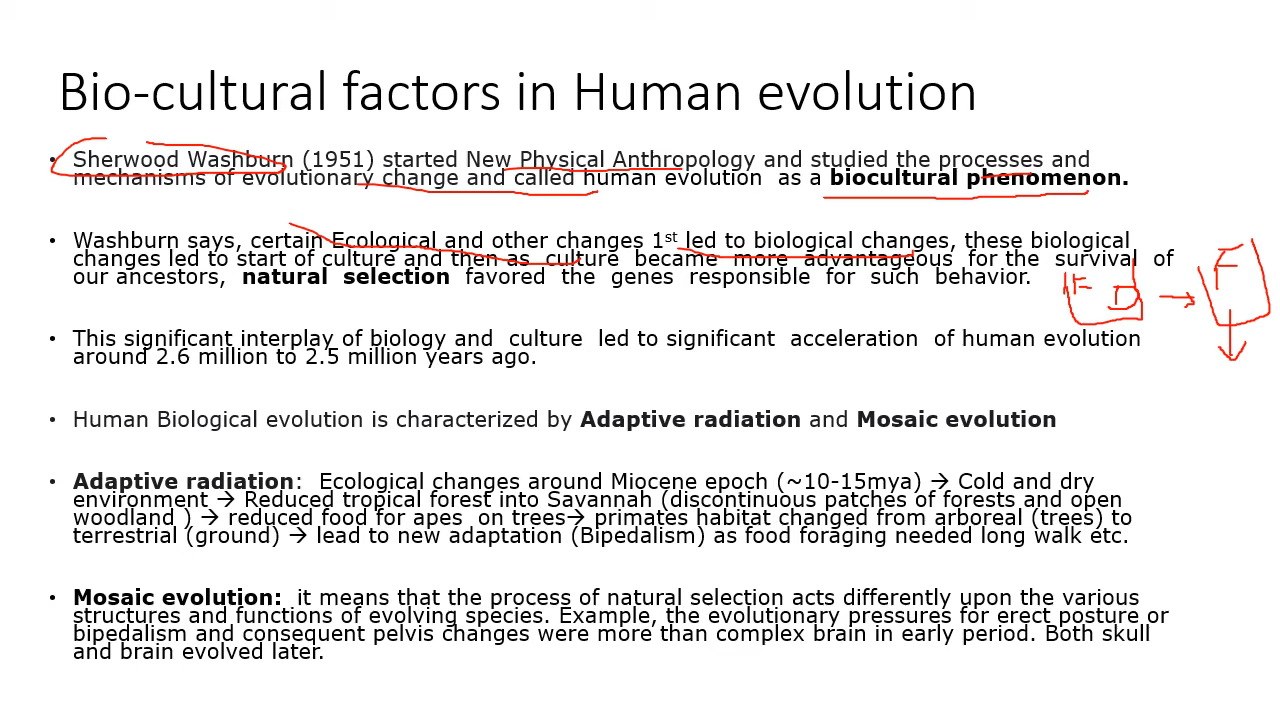 Bio-cultural factors in Human evolution
• Sherwood Washburn (1951) started New Physical Anthropology and studied the processes and
mechanisms of evolutionary change and called human evolution as a biocultural phenomenon.
• Washburn says, certain Ecological and other changes 1st led to biological changes, these biological
changes led to start of culture and then as culture became more advantageous for the survival of
our ancestors, natural selection favored the genes responsible for such behavior.
F D → F
• This significant interplay of biology and culture led to significant acceleration of human evolution
around 2.6 million to 2.5 million years ago.
• Human Biological evolution is characterized by Adaptive radiation and Mosaic evolution
• Adaptive radiation: Ecological changes around Miocene epoch (~10-15mya) → Cold and dry
environment → Reduced tropical forest into Savannah (discontinuous patches of forests and open
woodland ) → reduced food for apes on trees→ primates habitat changed from arboreal (trees) to
terrestrial (ground) → lead to new adaptation (Bipedalism) as food foraging needed long walk etc.
• Mosaic evolution: it means that the process of natural selection acts differently upon the various
structures and functions of evolving species. Example, the evolutionary pressures for erect posture or
bipedalism and consequent pelvis changes were more than complex brain in early period. Both skull
and brain evolved later.